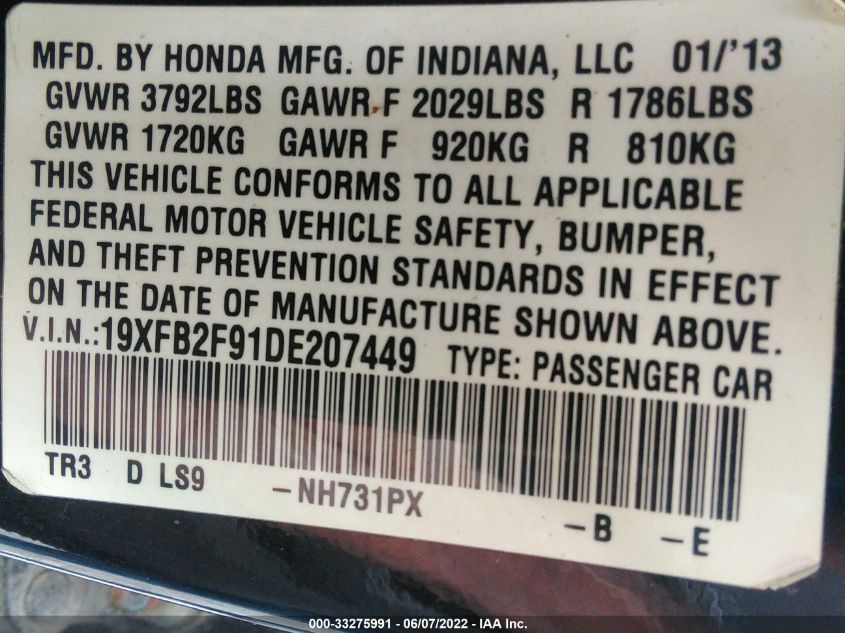 MFD. BY HONDA MFG. OF INDIANA, LLC 01/'13
GVWR 3792LBS GAWR F 2029LBS R 1786LBS
GVWR 1720KG GAWR F 920KG R 810KG
THIS VEHICLE CONFORMS TO ALL APPLICABLE
FEDERAL MOTOR VEHICLE SAFETY, BUMPER,
AND THEFT PREVENTION STANDARDS IN EFFECT
ON THE DATE OF MANUFACTURE SHOWN ABOVE.
V.I.N.:19XFB2F91DE207449 TYPE: PASSENGER CAR
TR3 D LS9 -NH731PX -B -E
000-33275991 - 06/07/2022 - IAA Inc.